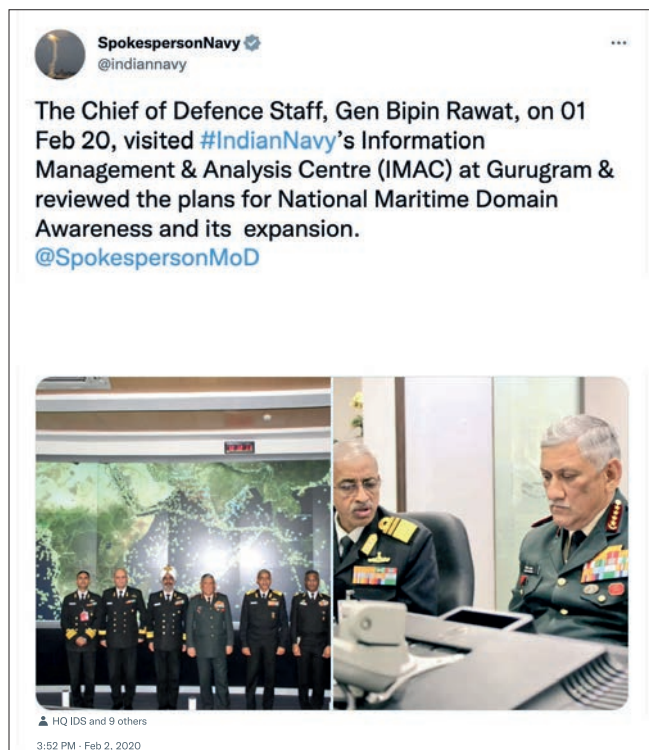 SpokespersonNavy
@indiannavy
The Chief of Defence Staff, Gen Bipin Rawat, on 01
Feb 20, visited #IndianNavy's Information
Management & Analysis Centre (IMAC) at Gurugram &
reviewed the plans for National Maritime Domain
Awareness and its expansion.
@SpokespersonMoD
HQ IDS and 9 others
3:52 PM · Feb 2, 2020